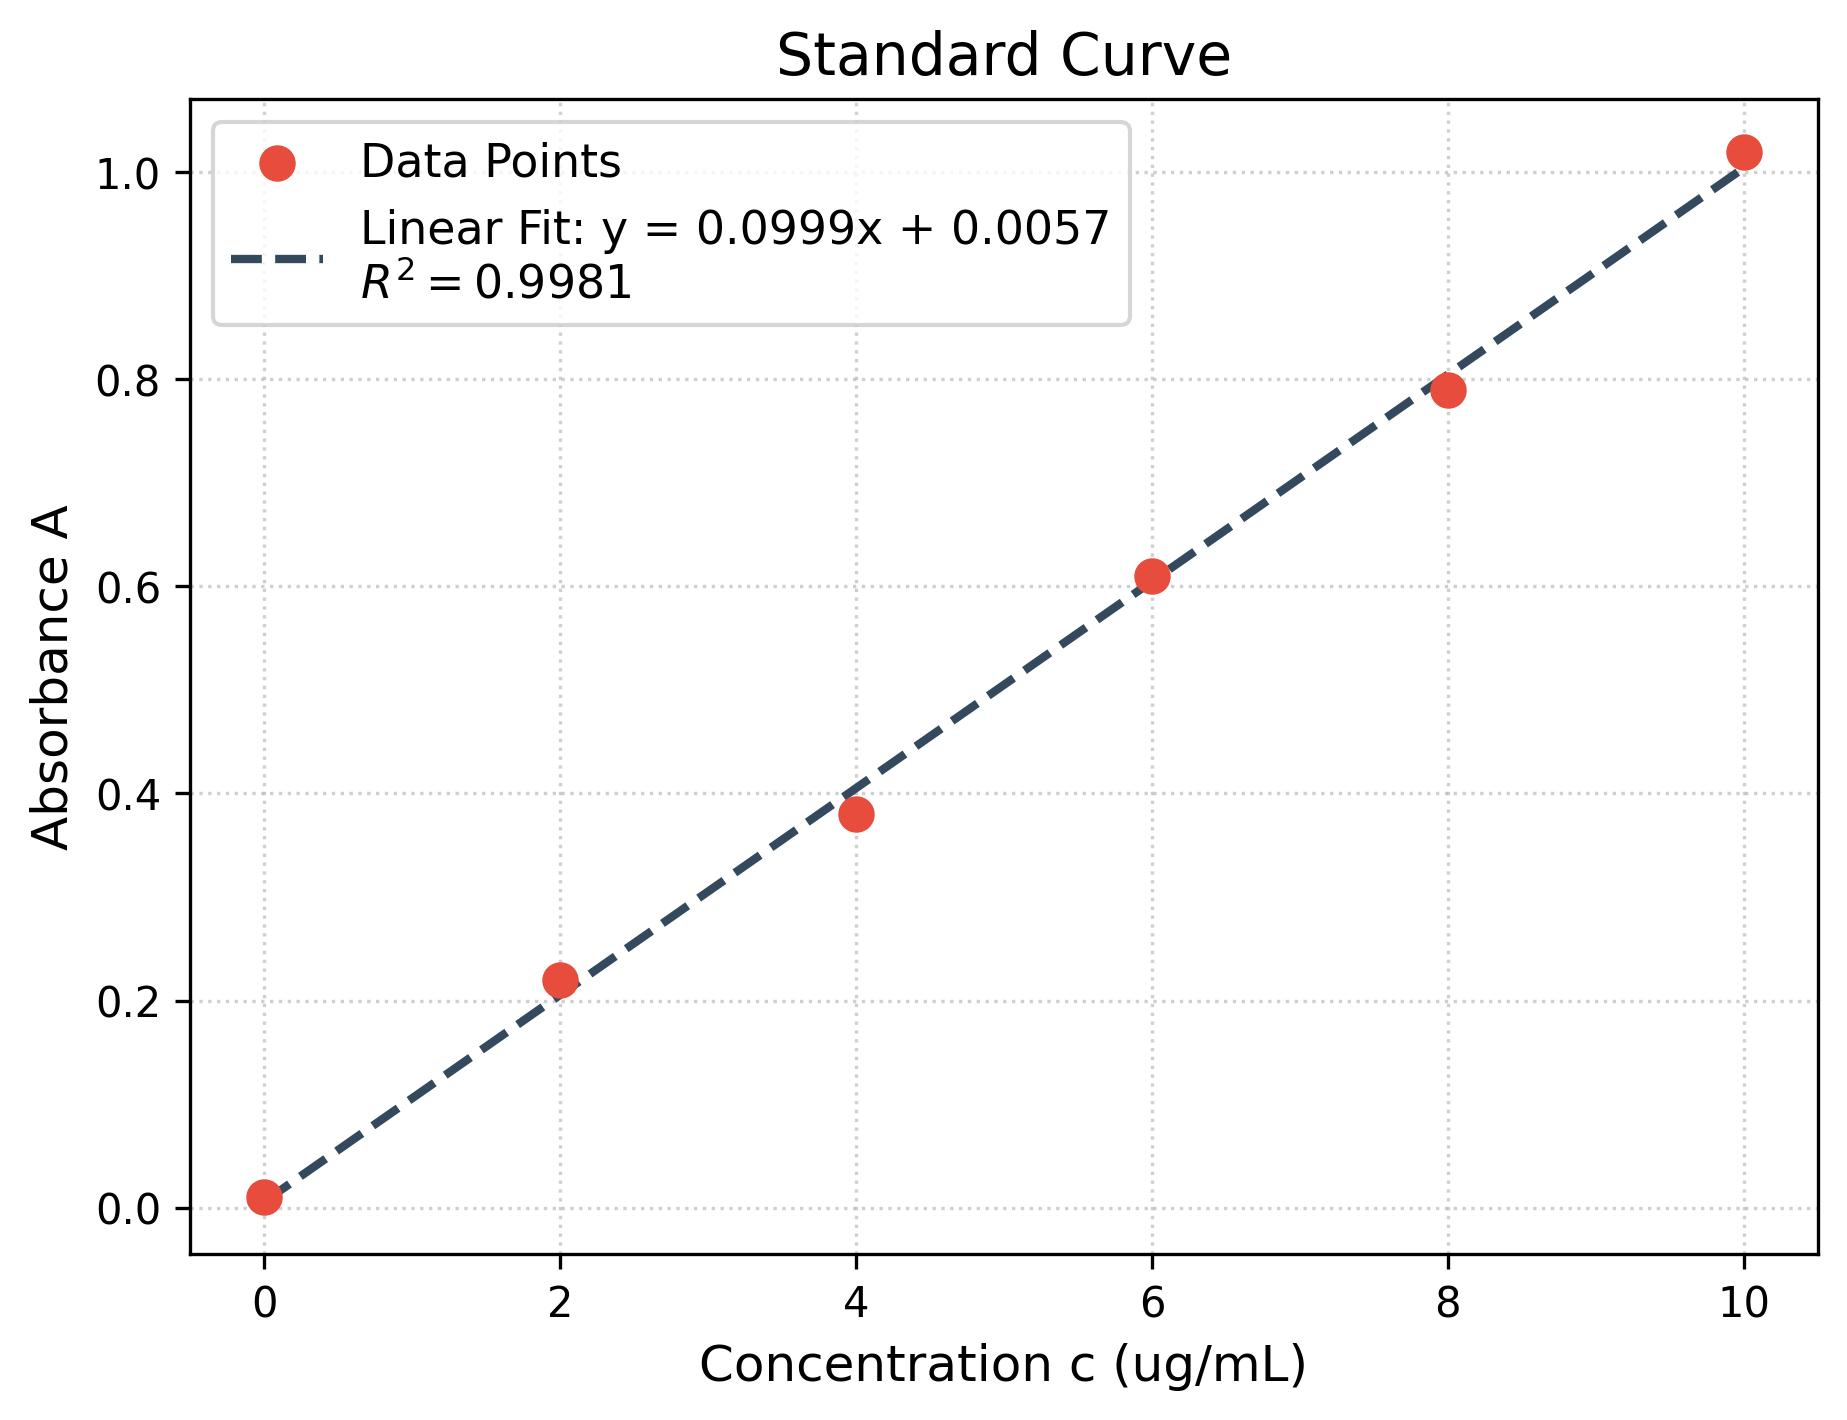 Standard Curve
Data Points
Linear Fit: y = 0.0999x + 0.0057
R² = 0.9981
1.0
0.8
0.6
0.4
0.2
0.0
Absorbance A
0 2 4 6 8 10
Concentration c (ug/mL)